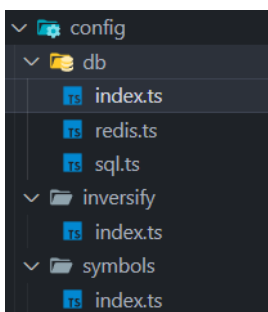 config
db
TS index.ts
TS redis.ts
TS sql.ts
inversify
TS index.ts
symbols
TS index.ts